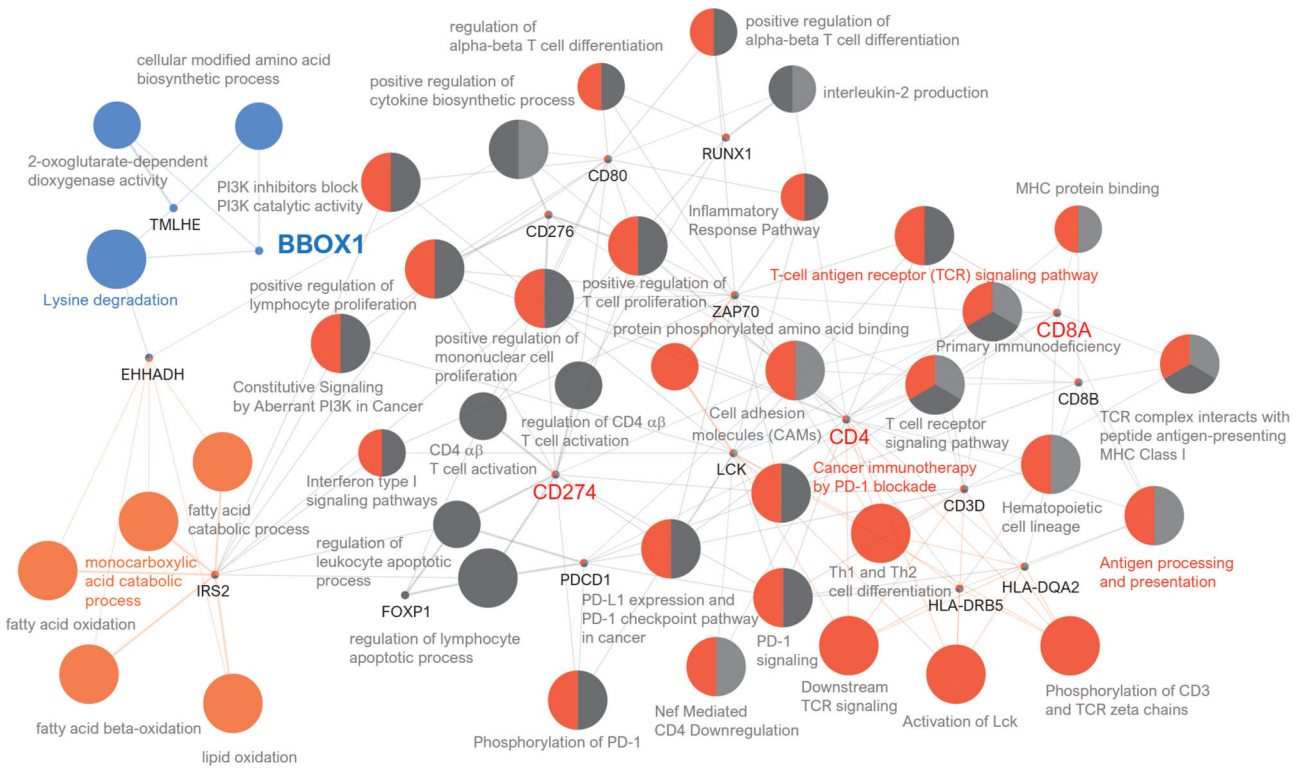 regulation of
alpha-beta T cell differentiation
positive regulation of
alpha-beta T cell differentiation
cellular modified amino acid
biosynthetic process
positive regulation of
cytokine biosynthetic process
interleukin-2 production
RUNX1
2-oxoglutarate-dependent
dioxygenase activity
CD80
PI3K inhibitors block
PI3K catalytic activity
MHC protein binding
TMLHE
Inflammatory
Response Pathway
CD276
BBOX1
T-cell antigen receptor (TCR) signaling pathway
Lysine degradation
positive regulation of
lymphocyte proliferation
positive regulation of
T cell proliferation
ZAP70
protein phosphorylated amino acid binding
CD8A
Primary immunodeficiency
positive regulation of
mononuclear cell
proliferation
EHHADH
Constitutive Signaling
by Aberrant PI3K in Cancer
CD8B
regulation of CD4 αβ
T cell activation
Cell adhesion
molecules (CAMs)
CD4
T cell receptor
signaling pathway
TCR complex interacts with
peptide antigen-presenting
MHC Class I
CD4 αβ
T cell activation
LCK
Interferon type I
signaling pathways
CD274
Cancer immunotherapy
by PD-1 blockade
CD3D
Hematopoietic
cell lineage
fatty acid
catabolic process
regulation of
leukocyte apoptotic
process
monocarboxylic
acid catabolic
process
IRS2
Antigen processing
and presentation
Th1 and Th2
cell differentiation
HLA-DQA2
HLA-DRB5
PDCD1
FOXP1
PD-L1 expression and
PD-1 checkpoint pathway
in cancer
fatty acid oxidation
regulation of lymphocyte
apoptotic process
PD-1
signaling
Downstream
TCR signaling
Activation of Lck
Phosphorylation of CD3
and TCR zeta chains
Nef Mediated
CD4 Downregulation
Phosphorylation of PD-1
fatty acid beta-oxidation
lipid oxidation